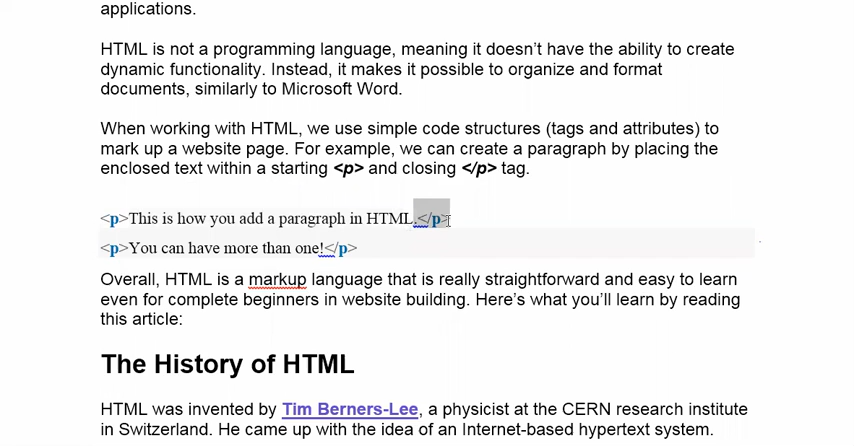 applications.
HTML is not a programming language, meaning it doesn’t have the ability to create
dynamic functionality. Instead, it makes it possible to organize and format
documents, similarly to Microsoft Word.
When working with HTML, we use simple code structures (tags and attributes) to
mark up a website page. For example, we can create a paragraph by placing the
enclosed text within a starting <p> and closing </p> tag.
<p>This is how you add a paragraph in HTML.</p>
<p>You can have more than one!</p>
Overall, HTML is a markup language that is really straightforward and easy to learn
even for complete beginners in website building. Here’s what you’ll learn by reading
this article:
The History of HTML
HTML was invented by Tim Berners-Lee, a physicist at the CERN research institute
in Switzerland. He came up with the idea of an Internet-based hypertext system.